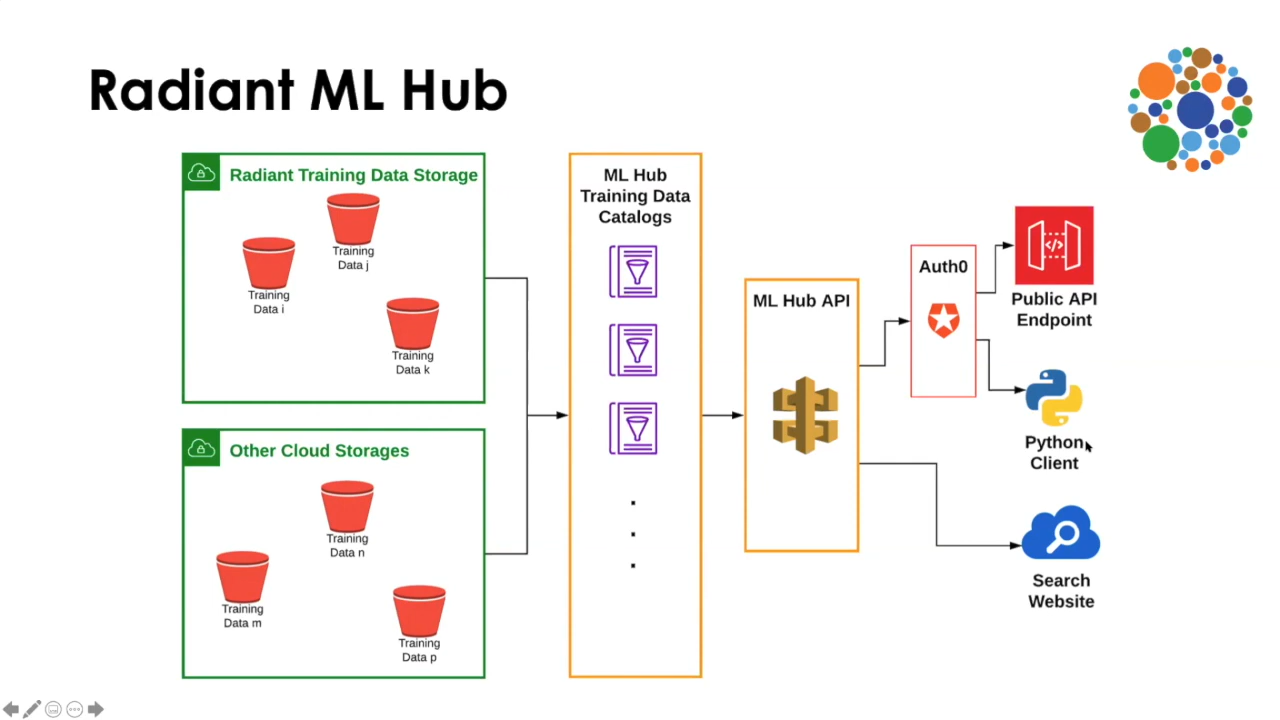 Radiant ML Hub
Radiant Training Data Storage
Training
Data j
Training
Data i
Training
Data k
Other Cloud Storages
Training
Data n
Training
Data m
Training
Data p
ML Hub
Training Data
Catalogs
ML Hub API
Auth0
</>
Public API
Endpoint
Python
Client
Search
Website